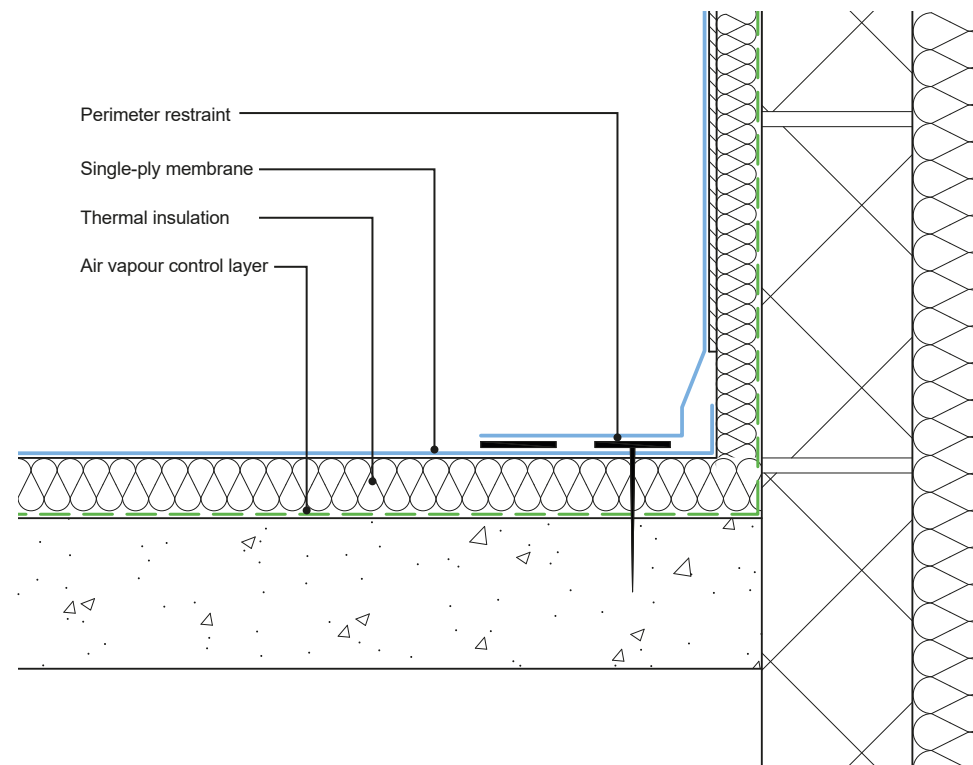 Perimeter restraint
Single-ply membrane
Thermal insulation
Air vapour control layer